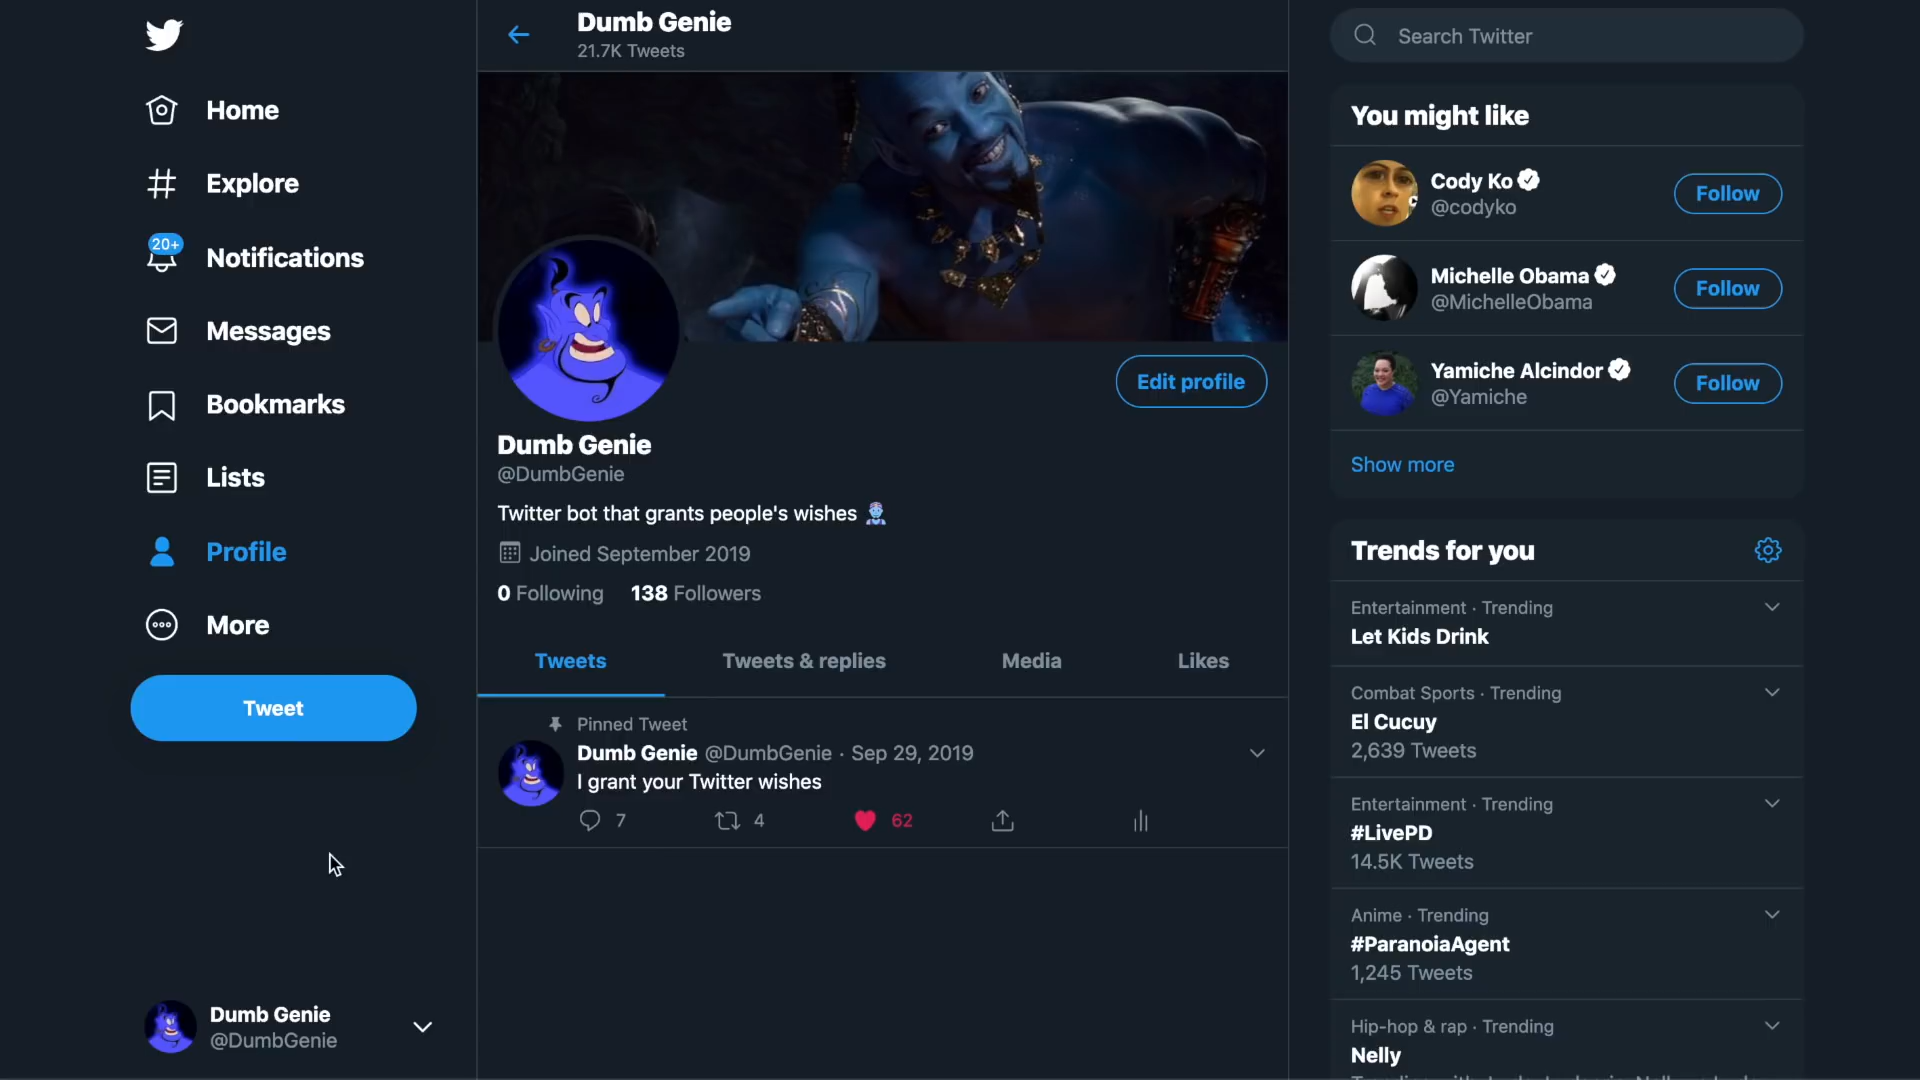 Home
Explore
20+
Notifications
Messages
Bookmarks
Lists
Profile
More
Tweet
Dumb Genie
@DumbGenie
Dumb Genie
21.7K Tweets
Edit profile
Dumb Genie
@DumbGenie
Twitter bot that grants people's wishes
Joined September 2019
0 Following 138 Followers
Tweets Tweets & replies Media Likes
Pinned Tweet
Dumb Genie @DumbGenie · Sep 29, 2019
I grant your Twitter wishes
7 4 62
Search Twitter
You might like
Cody Ko
@codyko
Follow
Michelle Obama
@MichelleObama
Follow
Yamiche Alcindor
@Yamiche
Follow
Show more
Trends for you
Entertainment · Trending
Let Kids Drink
Combat Sports · Trending
El Cucuy
2,639 Tweets
Entertainment · Trending
#LivePD
14.5K Tweets
Anime · Trending
#ParanoiaAgent
1,245 Tweets
Hip-hop & rap · Trending
Nelly